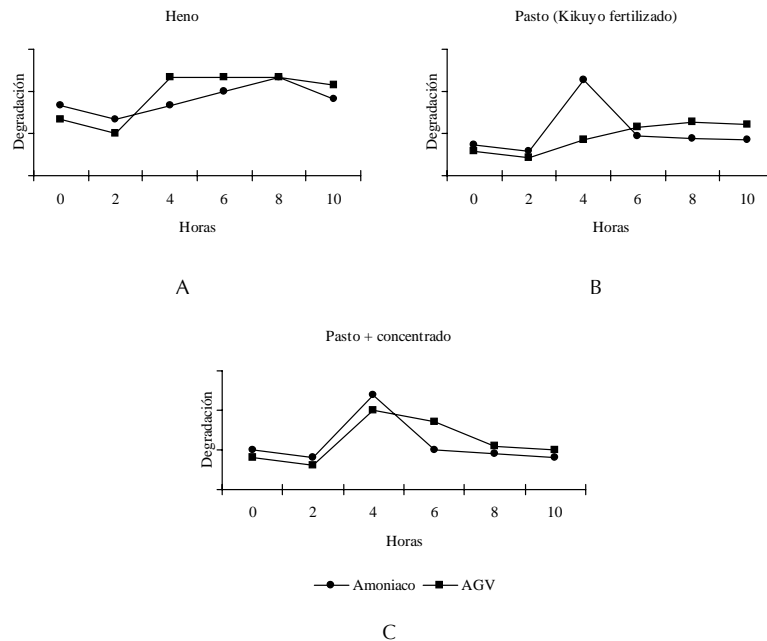 Heno
Degradación
0 2 4 6 8 10
Horas
A
Pasto (Kikuyo fertilizado)
Degradación
0 2 4 6 8 10
Horas
B
Pasto + concentrado
Degradación
0 2 4 6 8 10
Horas
Amoniaco AGV
C